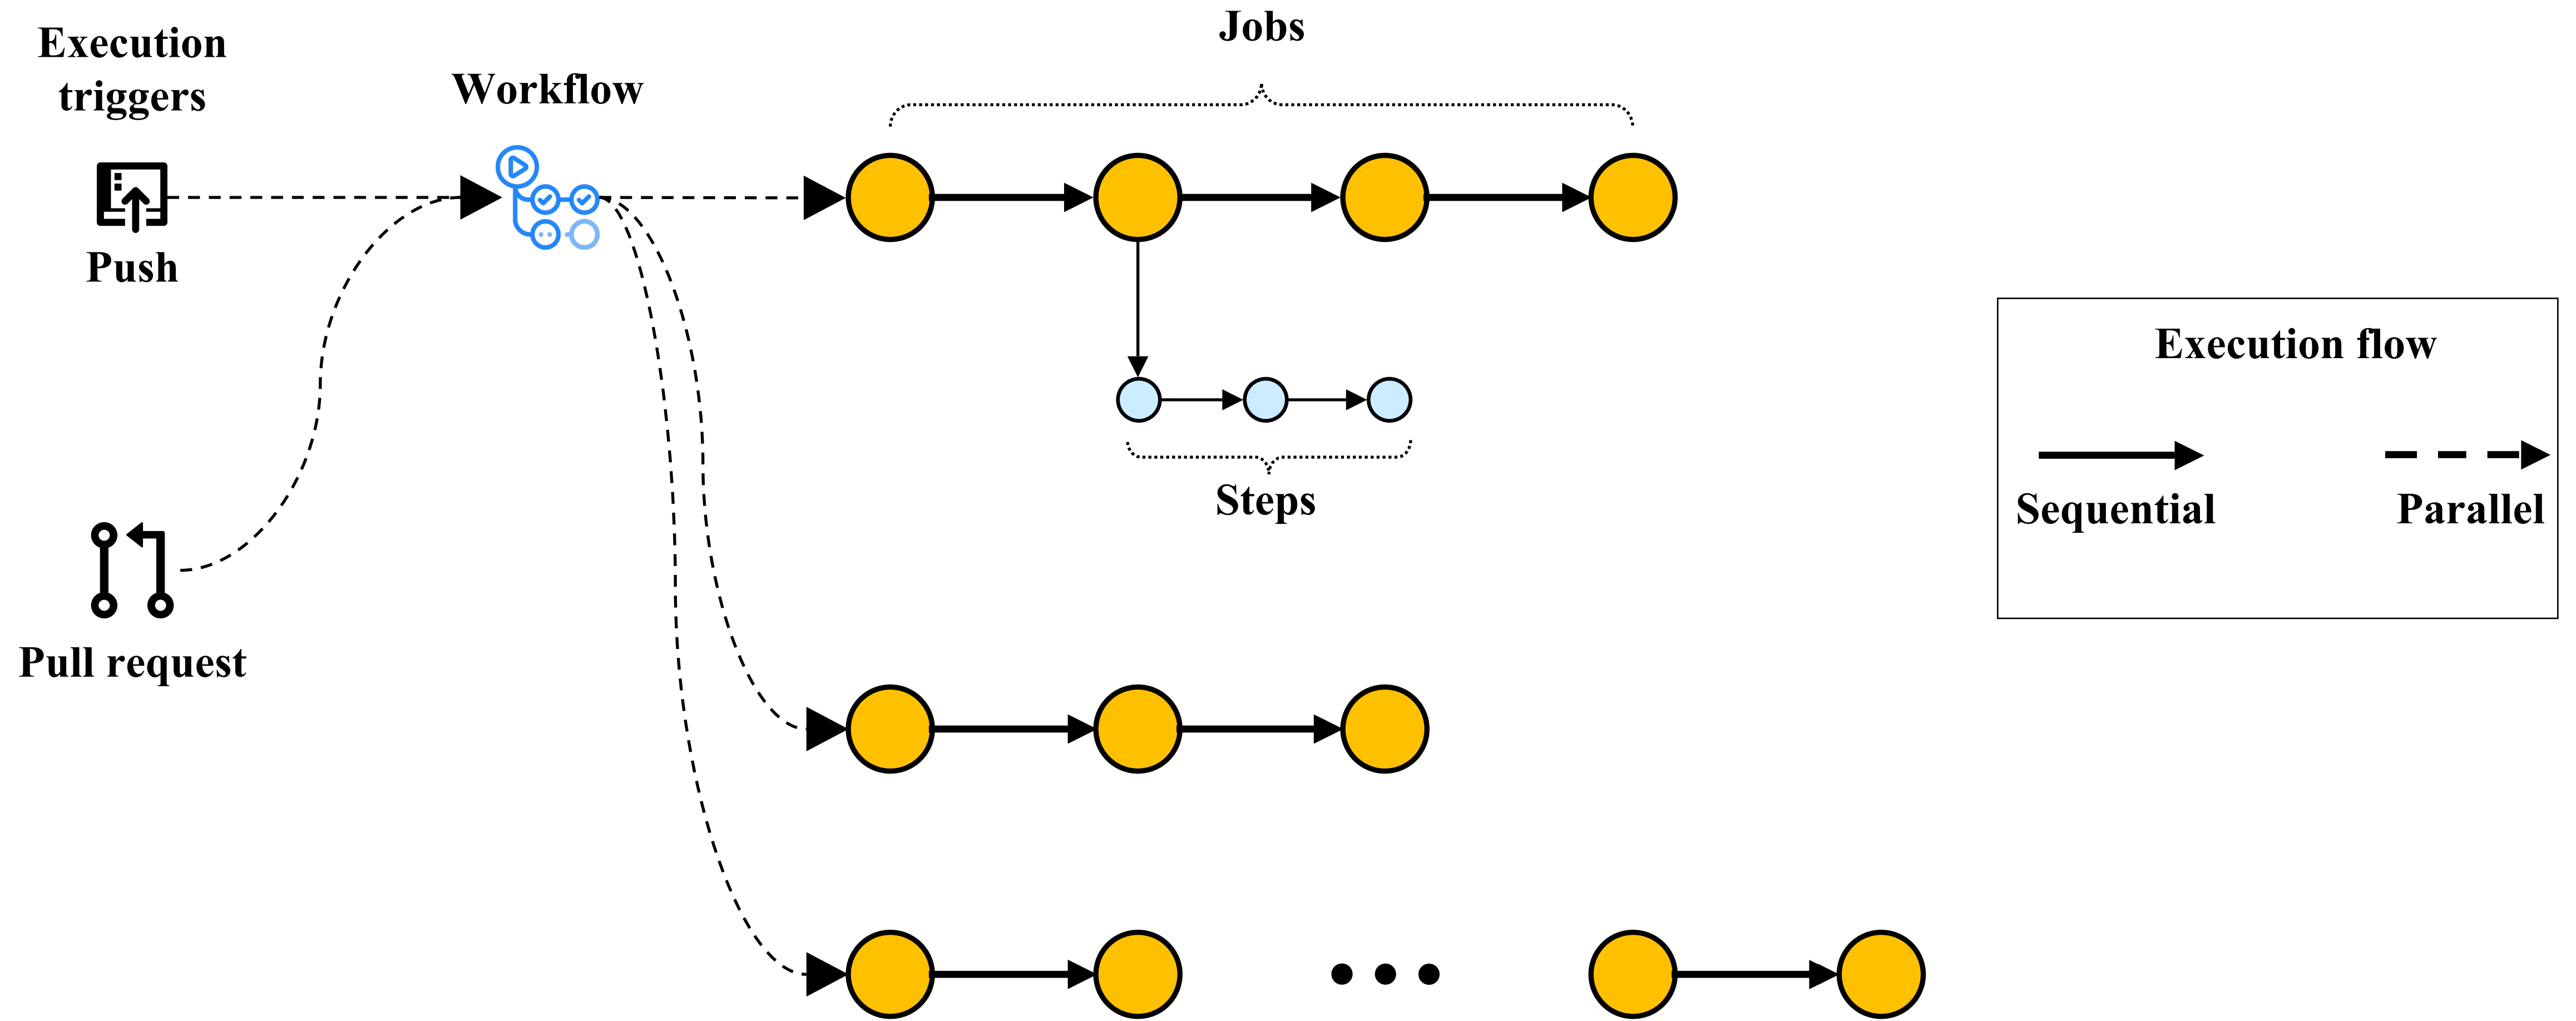 Execution
triggers
Push
Pull request
Workflow
Jobs
Steps
Execution flow
Sequential
Parallel